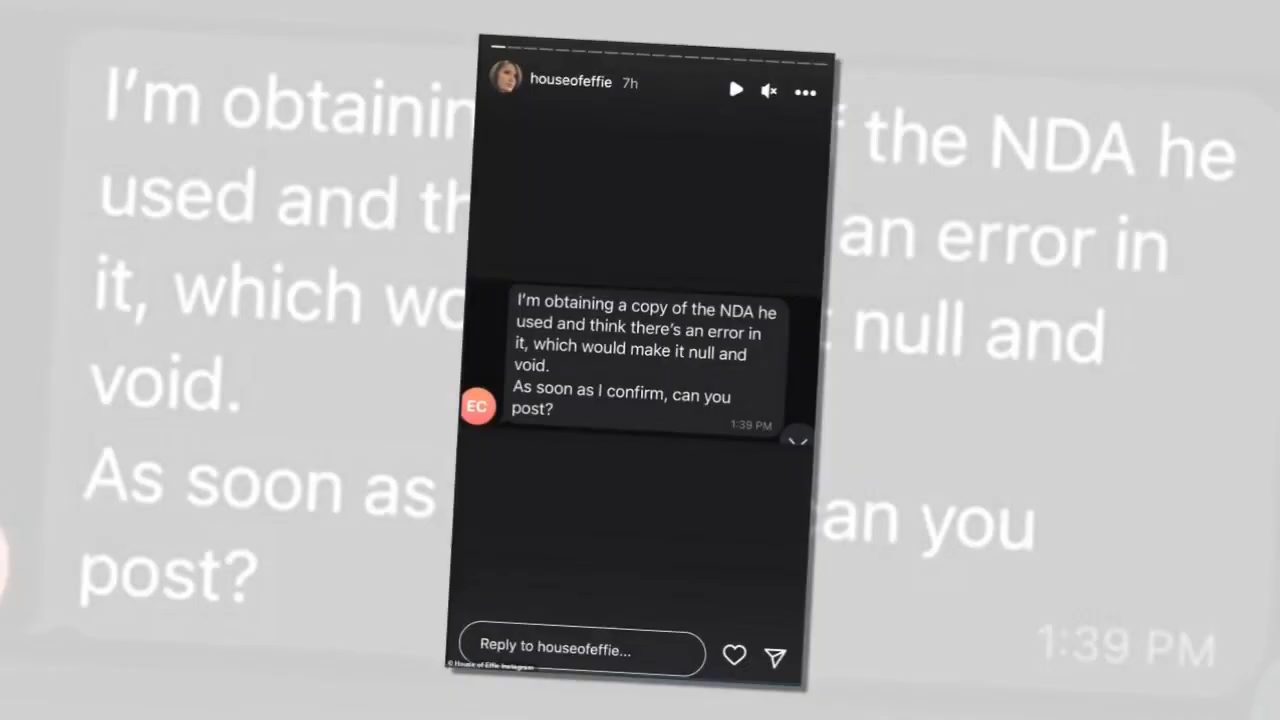 houseofeffie 7h
I'm obtaining a copy of the NDA he
used and think there's an error in
it, which would make it null and
void.
As soon as I confirm, can you
post?
1:39 PM
EC
Reply to houseofeffie...
© House of Effie Instagram
I'm obtainin
the NDA he
used and th
an error in
it, which wo
null and
void.
As soon as
an you
post?
1:39 PM